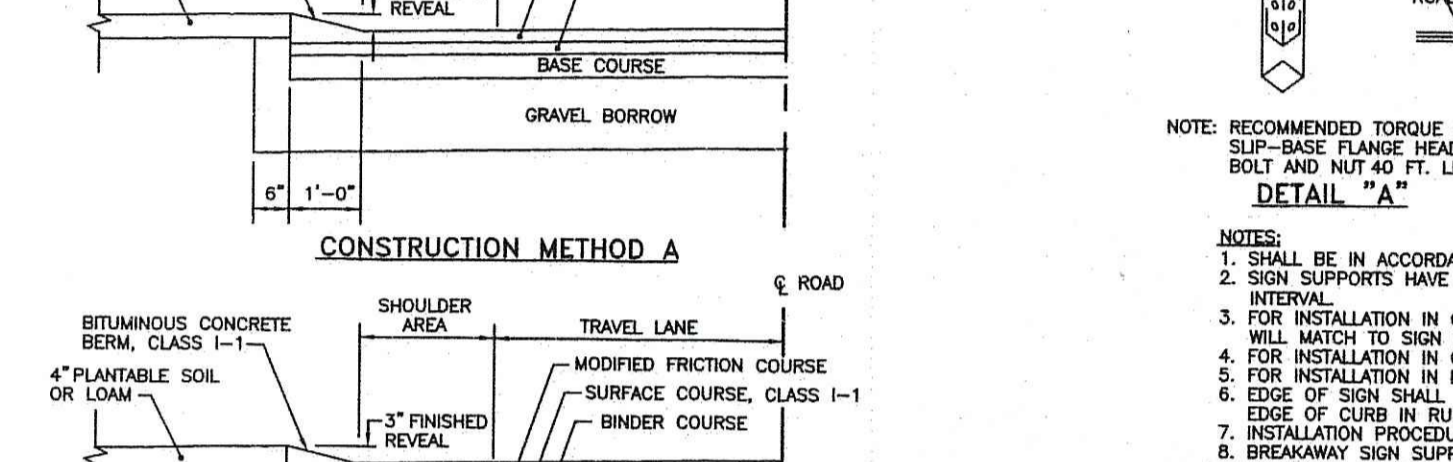 REVEAL
BASE COURSE
GRAVEL BORROW
6" 1'-0"
CONSTRUCTION METHOD A
℄ ROAD
SHOULDER
AREA
TRAVEL LANE
BITUMINOUS CONCRETE
BERM, CLASS I-1
MODIFIED FRICTION COURSE
4" PLANTABLE SOIL
OR LOAM
SURFACE COURSE, CLASS I-1
3" FINISHED
REVEAL
BINDER COURSE
NOTE: RECOMMENDED TORQUE
SLIP-BASE FLANGE HEAD
BOLT AND NUT 40 FT.
DETAIL "A"
NOTES:
1. SHALL BE IN
2. SIGN SUPPORTS HAVE
INTERVAL.
3. FOR INSTALLATION IN
WILL MATCH TO SIGN
4. FOR INSTALLATION IN
5. FOR INSTALLATION IN
6. EDGE OF SIGN SHALL
EDGE OF CURB IN
7. INSTALLATION
8. BREAKAWAY SIGN